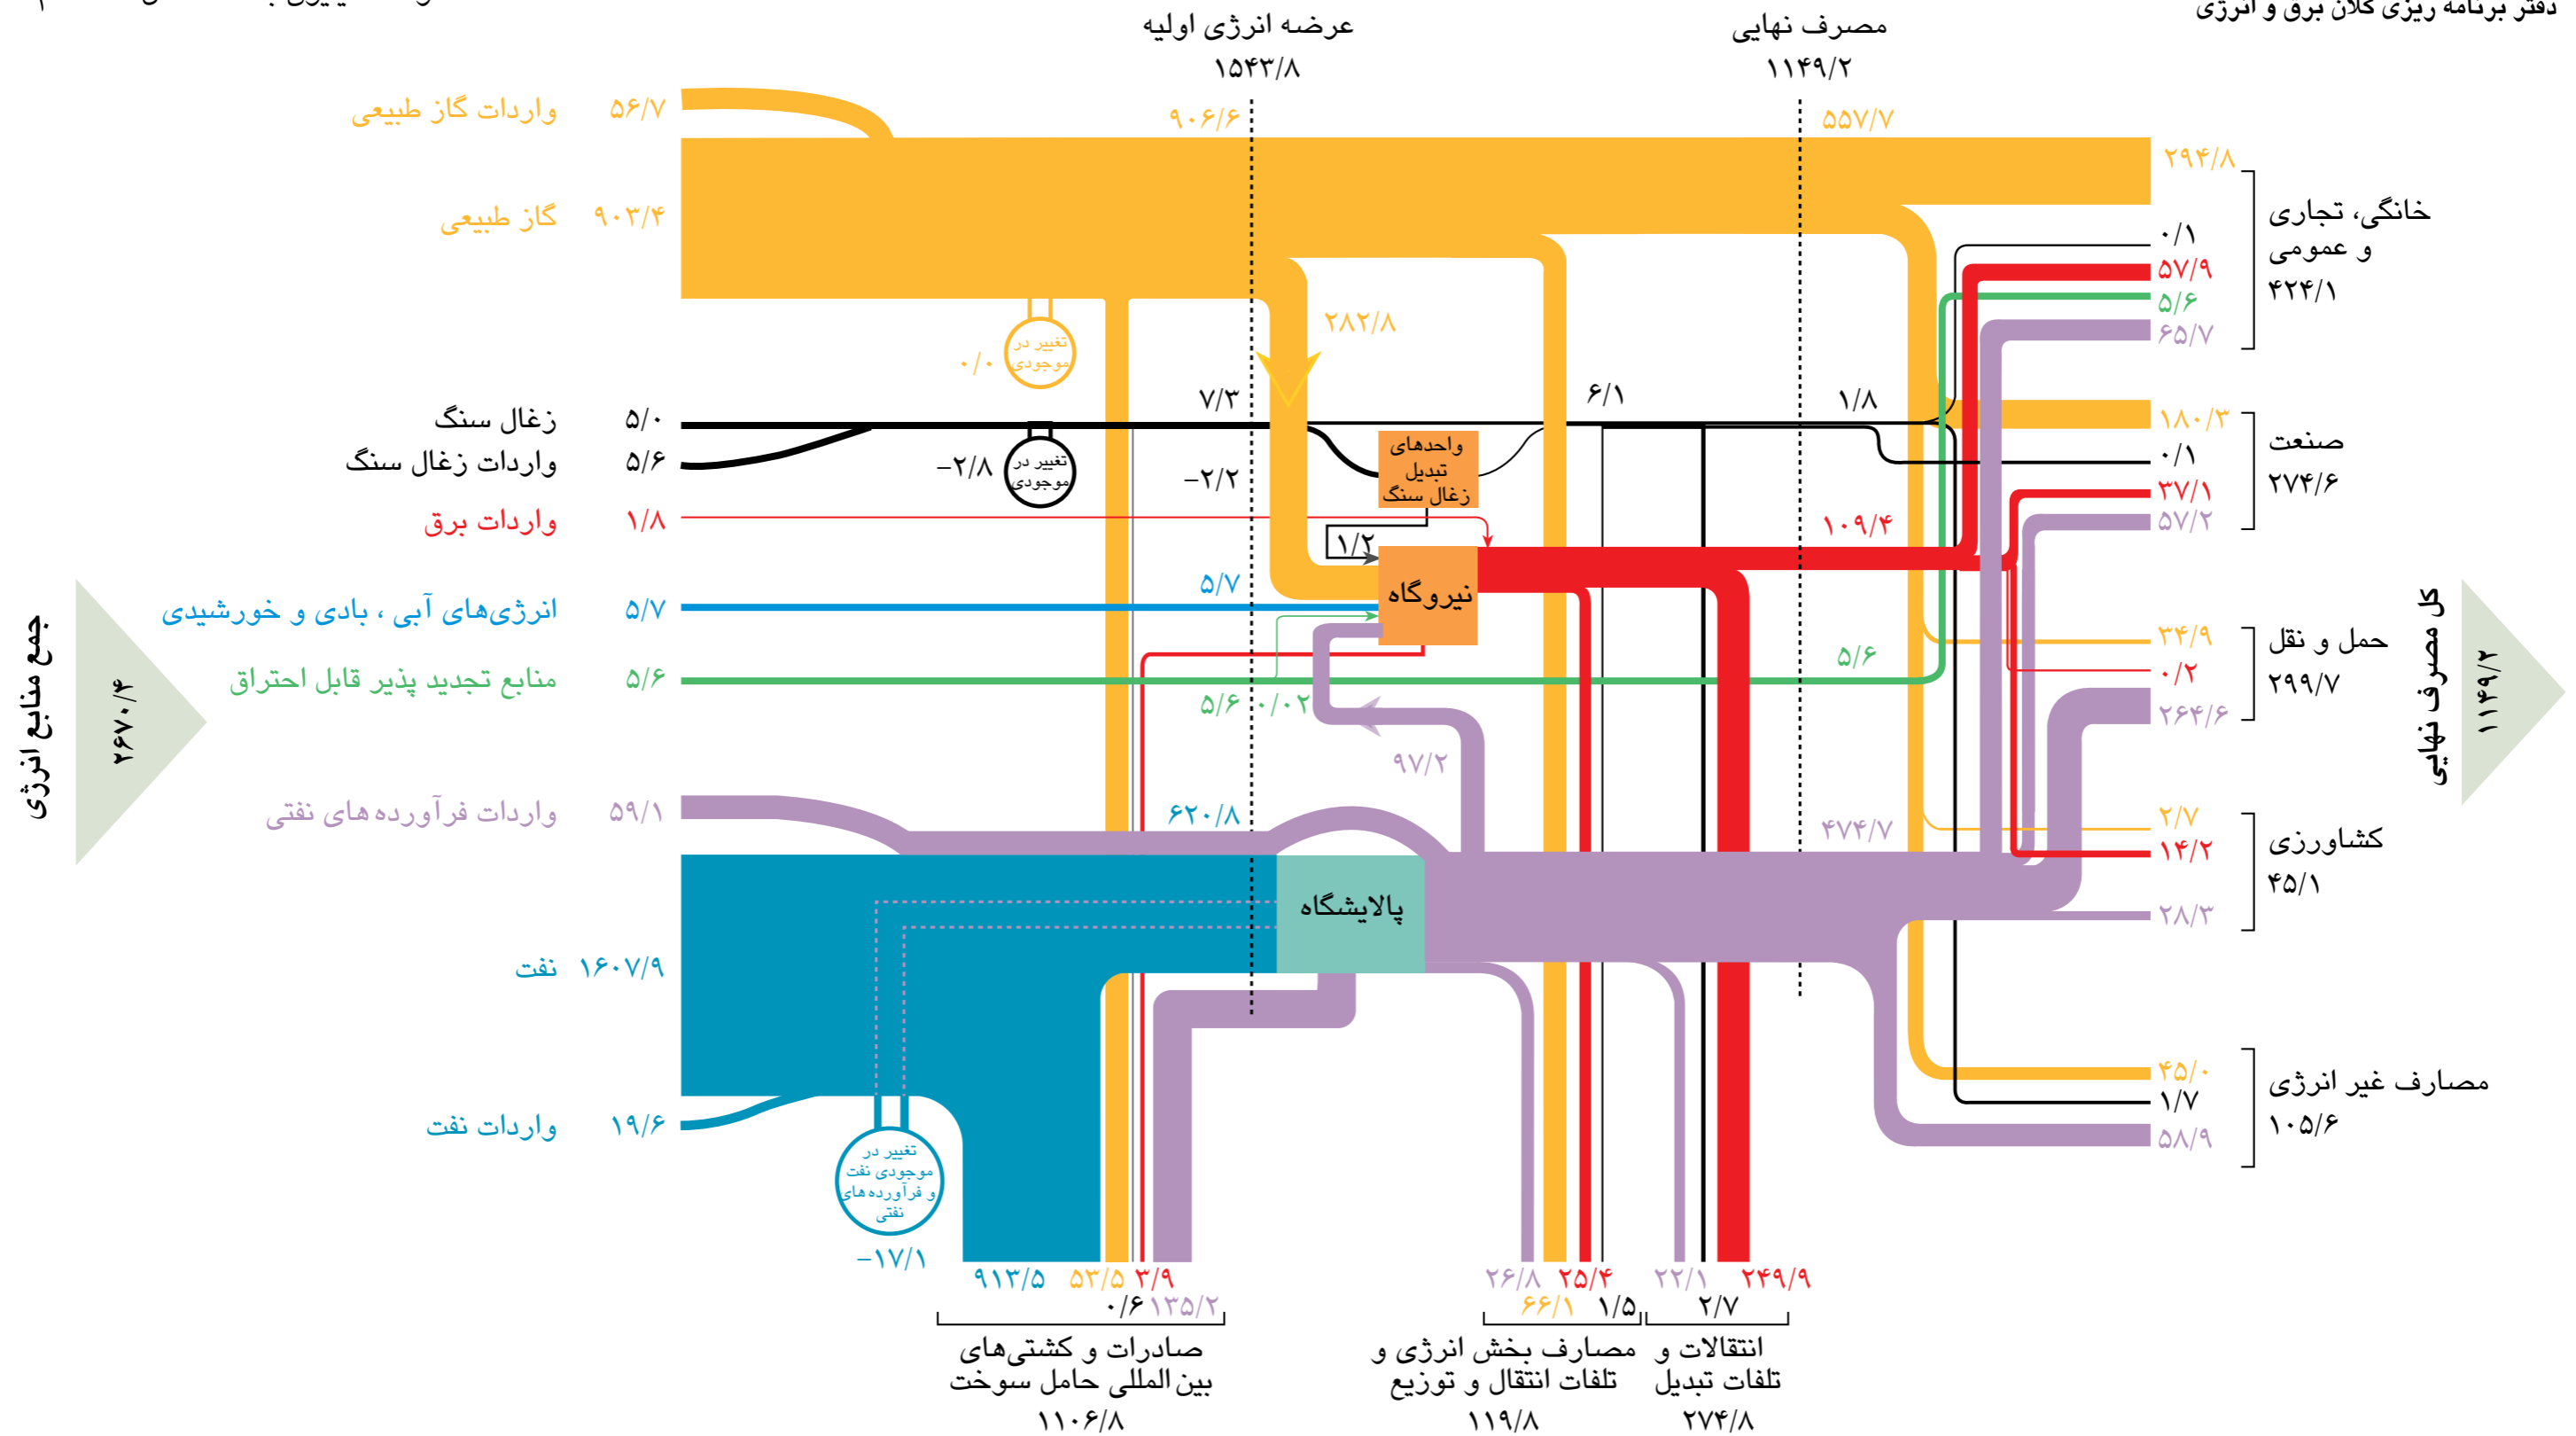 دفتر برنامه ریزی کلان برق و انرژی
عرضه انرژی اولیه
۱۵۴۳/۸
مصرف نهایی
۱۱۴۹/۲
واردات گاز طبیعی ۵۶/۷
۹۰۶/۶
۵۵۷/۷
گاز طبیعی ۹۰۳/۴
تغییر در
موجودی
۰/۰
۲۸۲/۸
زغال سنگ ۵/۰
واردات زغال سنگ ۵/۶
تغییر در
موجودی
−۲/۸
۷/۳
−۲/۲
واحدهای
تبدیل
زغال سنگ
۶/۱
۱/۸
واردات برق ۱/۸
۱/۲
۱۰۹/۴
نیروگاه
انرژی‌های آبی ، بادی و خورشیدی ۵/۷
۵/۷
منابع تجدید پذیر قابل احتراق ۵/۶
۵/۶
۰/۰۲
۵/۶
جمع منابع انرژی
۲۶۷۰/۴
۹۷/۲
واردات فرآورده های نفتی ۵۹/۱
۶۲۰/۸
۴۷۴/۷
پالایشگاه
نفت ۱۶۰۷/۹
واردات نفت ۱۹/۶
تغییر در
موجودی نفت
و فرآورده های
نفتی
−۱۷/۱
۲۹۴/۸
۰/۱
۵۷/۹
۵/۶
۶۵/۷
خانگی، تجاری
و عمومی
۴۲۴/۱
۱۸۰/۳
۰/۱
۳۷/۱
۵۷/۲
صنعت
۲۷۴/۶
۳۴/۹
۰/۲
۲۶۴/۶
حمل و نقل
۲۹۹/۷
۲/۷
۱۴/۲
۲۸/۳
کشاورزی
۴۵/۱
۴۵/۰
۱/۷
۵۸/۹
مصارف غیر انرژی
۱۰۵/۶
کل مصرف نهایی
۱۱۴۹/۲
۹۱۳/۵ ۵۳/۵ ۳/۹
۰/۶ ۱۳۵/۲
صادرات و کشتی‌های
بین المللی حامل سوخت
۱۱۰۶/۸
۲۶/۸ ۲۵/۴
۶۶/۱ ۱/۵
مصارف بخش انرژی و
تلفات انتقال و توزیع
۱۱۹/۸
۲۲/۱ ۲۴۹/۹
۲/۷
انتقالات و
تلفات تبدیل
۲۷۴/۸